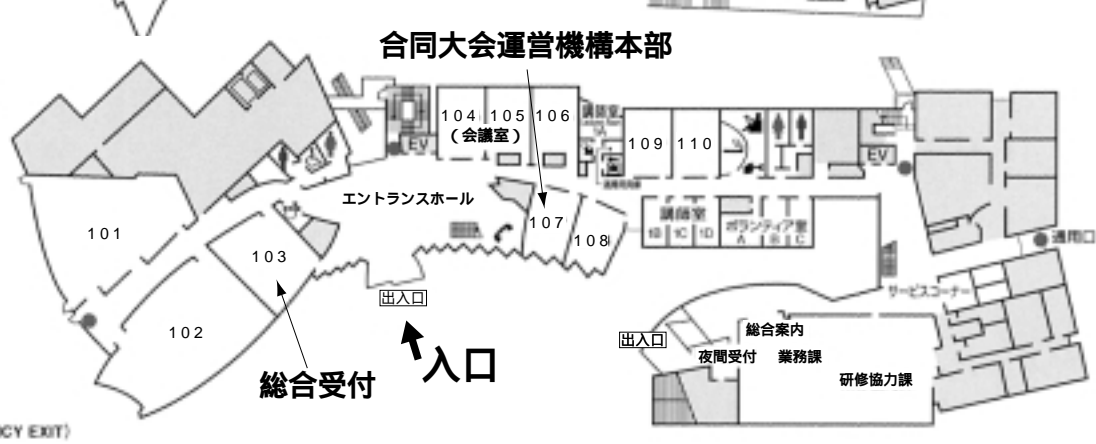 合同大会運営機構本部
104 105 106
（会議室）
EV
講師室
1A
109 110
EV
エントランスホール
101
103
107
108
講師室
1B 1C 1D
ボランティア室
A B C
通用口
サービスコーナー
出入口
102
総合受付
入口
出入口
総合案内
夜間受付 業務課
研修協力課
CY EXIT)